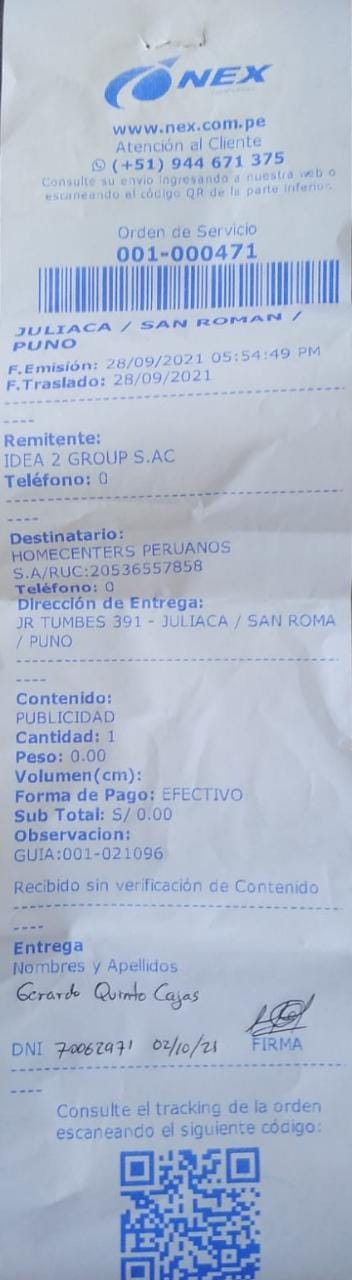 NEX
www.nex.com.pe
Atención al Cliente
(+51) 944 671 375
Consulte su envio ingresando a nuestra web o
escaneando el código QR de la parte inferior.
Orden de Servicio
001-000471
JULIACA / SAN ROMAN /
PUNO
F.Emisión: 28/09/2021 05:54:49 PM
F.Traslado: 28/09/2021
----
Remitente:
IDEA 2 GROUP S.AC
Teléfono: 0
----
Destinatario:
HOMECENTERS PERUANOS
S.A/RUC:20536557858
Teléfono: 0
Dirección de Entrega:
JR TUMBES 391 - JULIACA / SAN ROMA
/ PUNO
----
Contenido:
PUBLICIDAD
Cantidad: 1
Peso: 0.00
Volumen(cm):
Forma de Pago: EFECTIVO
Sub Total: S/ 0.00
Observacion:
GUIA:001-021096
Recibido sin verificación de Contenido
----
Entrega
Nombres y Apellidos
Gerardo Quinto Cajas
DNI 70062971 02/10/21 FIRMA
----
Consulte el tracking de la orden
escaneando el siguiente código: